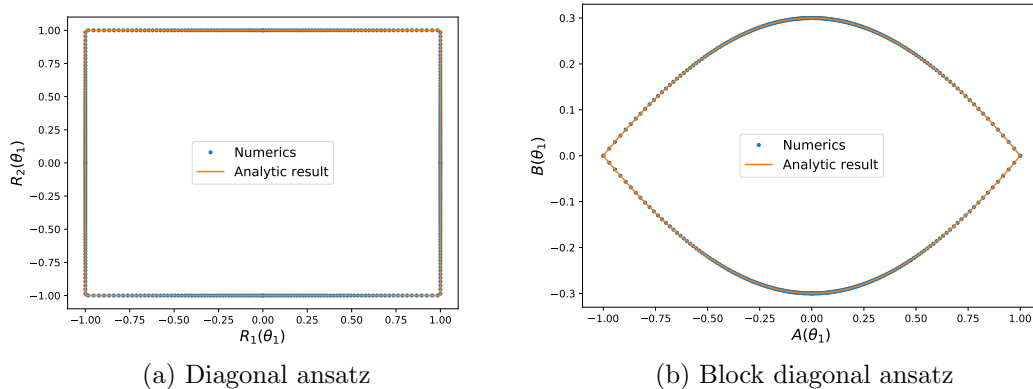 1.00
0.75
0.50
0.25
0.00
−0.25
−0.50
−0.75
−1.00
R₂(θ₁)
Numerics
Analytic result
−1.00 −0.75 −0.50 −0.25 0.00 0.25 0.50 0.75 1.00
R₁(θ₁)
(a) Diagonal ansatz
0.3
0.2
0.1
0.0
−0.1
−0.2
−0.3
B(θ₁)
Numerics
Analytic result
−1.00 −0.75 −0.50 −0.25 0.00 0.25 0.50 0.75 1.00
A(θ₁)
(b) Block diagonal ansatz